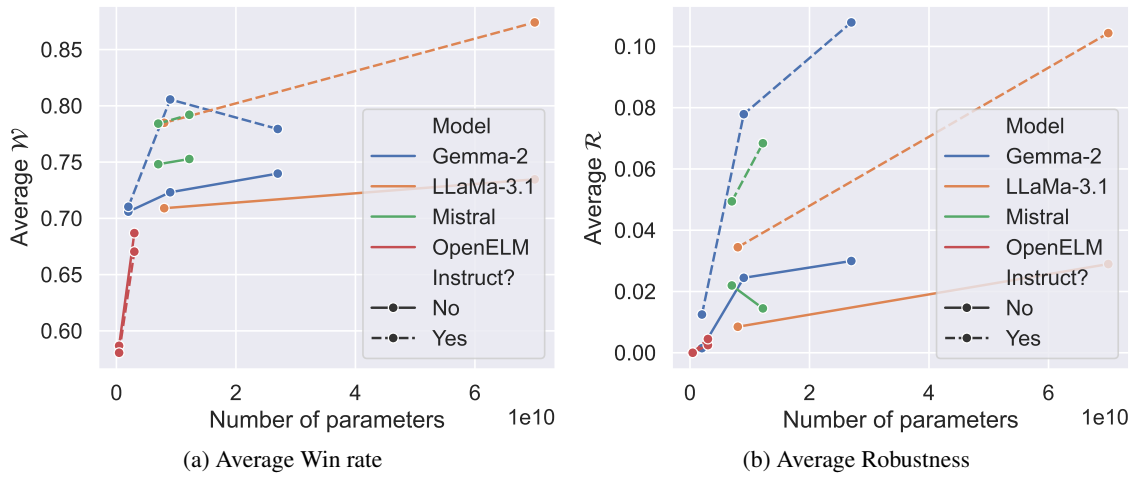 0.85
0.80
0.75
0.70
0.65
0.60
Average 𝒲
Model
Gemma-2
LLaMa-3.1
Mistral
OpenELM
Instruct?
No
Yes
0 2 4 6
1e10
Number of parameters
(a) Average Win rate
0.10
0.08
0.06
0.04
0.02
0.00
Average ℛ
Model
Gemma-2
LLaMa-3.1
Mistral
OpenELM
Instruct?
No
Yes
0 2 4 6
1e10
Number of parameters
(b) Average Robustness